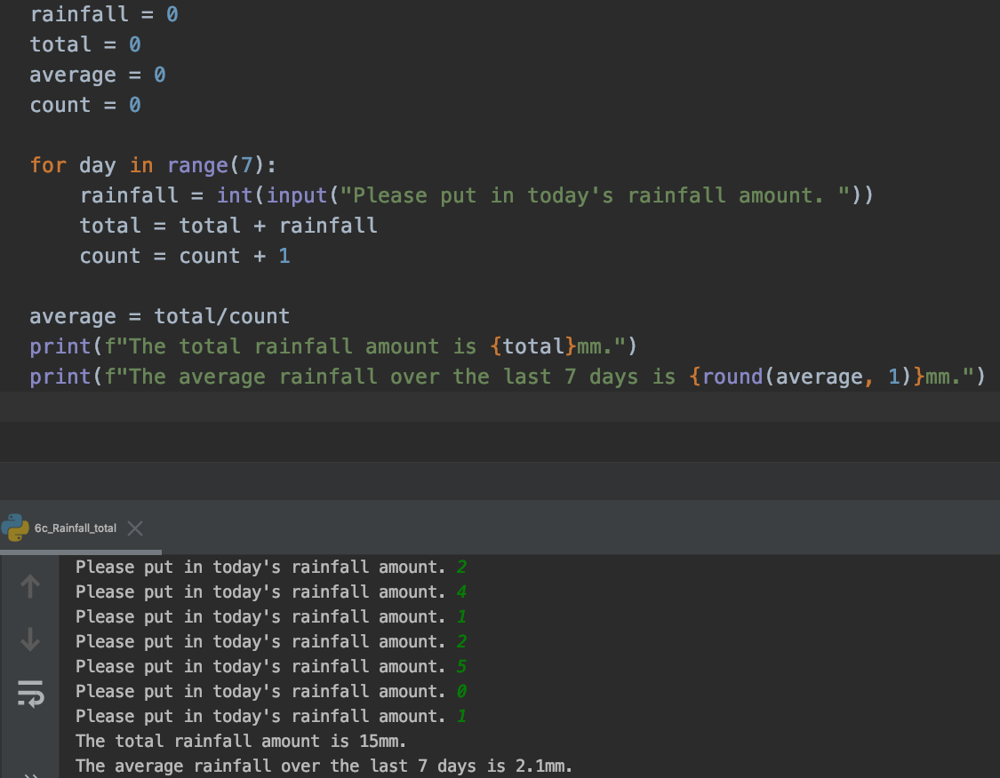 rainfall = 0
total = 0
average = 0
count = 0
for day in range(7):
    rainfall = int(input("Please put in today's rainfall amount. "))
    total = total + rainfall
    count = count + 1
average = total/count
print(f"The total rainfall amount is {total}mm.")
print(f"The average rainfall over the last 7 days is {round(average, 1)}mm.")
6c_Rainfall_total
Please put in today's rainfall amount. 2
Please put in today's rainfall amount. 4
Please put in today's rainfall amount. 1
Please put in today's rainfall amount. 2
Please put in today's rainfall amount. 5
Please put in today's rainfall amount. 0
Please put in today's rainfall amount. 1
The total rainfall amount is 15mm.
The average rainfall over the last 7 days is 2.1mm.